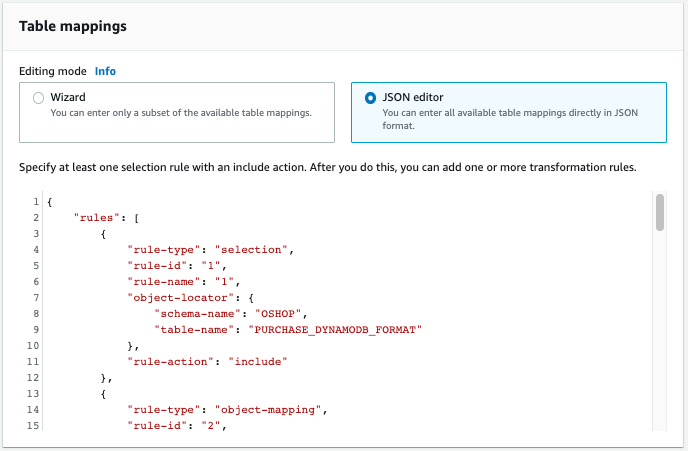 Table mappings
Editing mode Info
Wizard
You can enter only a subset of the available table mappings.
JSON editor
You can enter all available table mappings directly in JSON
format.
Specify at least one selection rule with an include action. After you do this, you can add one or more transformation rules.
1 {
2 "rules": [
3 {
4 "rule-type": "selection",
5 "rule-id": "1",
6 "rule-name": "1",
7 "object-locator": {
8 "schema-name": "OSHOP",
9 "table-name": "PURCHASE_DYNAMODB_FORMAT"
10 },
11 "rule-action": "include"
12 },
13 {
14 "rule-type": "object-mapping",
15 "rule-id": "2",